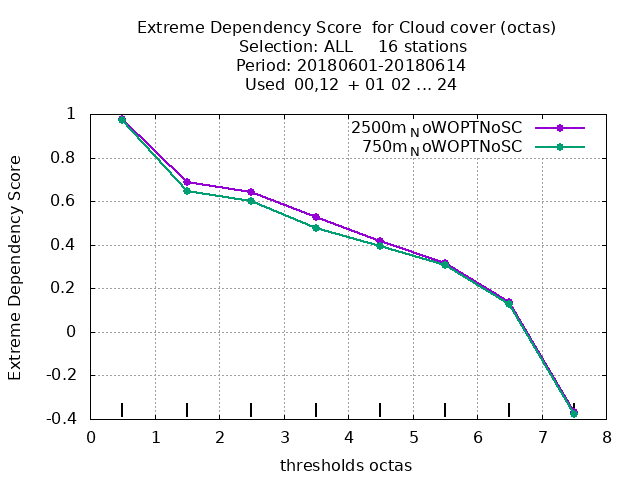 Extreme Dependency Score  for Cloud cover (octas)
Selection: ALL     16 stations
Period: 20180601-20180614
Used  00,12  + 01 02 ... 24
2500m_NoWOPTNoSC
750m_NoWOPTNoSC
Extreme Dependency Score
1
0.8
0.6
0.4
0.2
0
-0.2
-0.4
0 1 2 3 4 5 6 7 8
thresholds octas